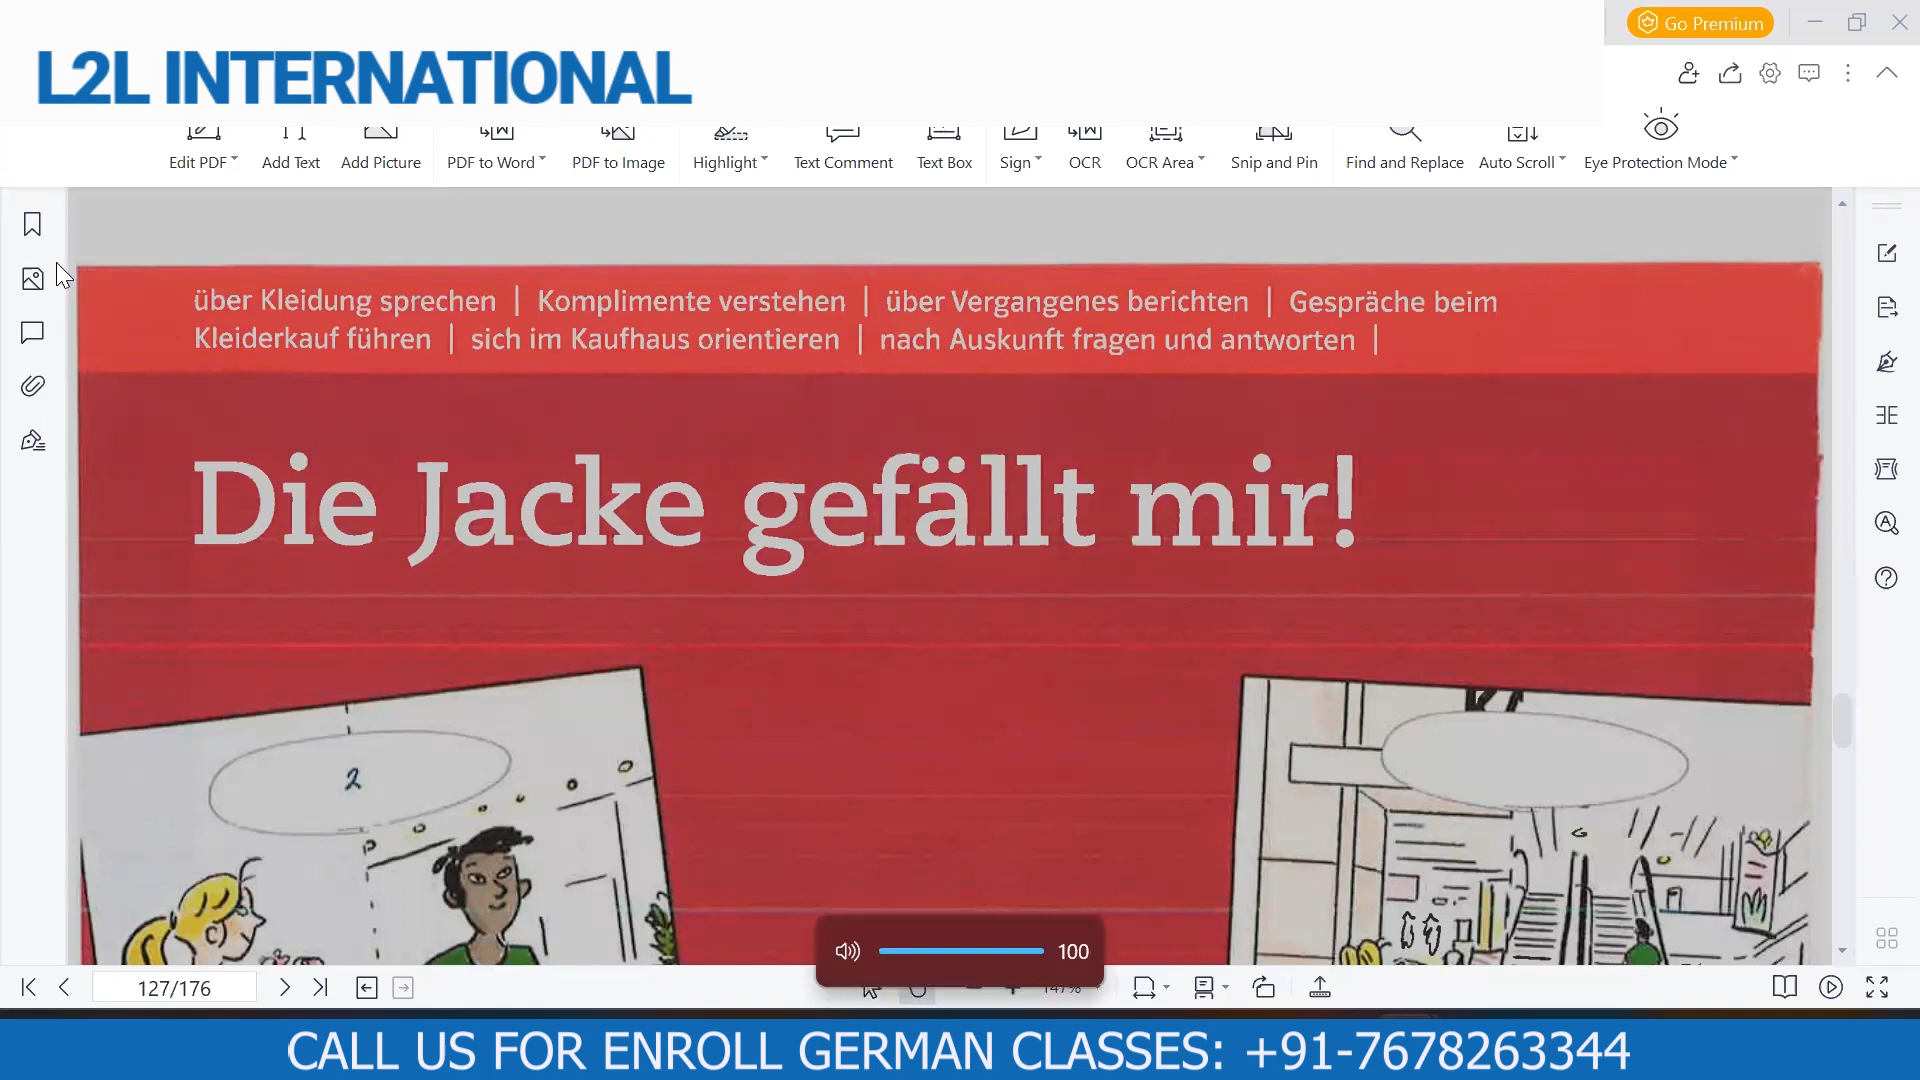 Go Premium
L2L INTERNATIONAL
Edit PDF
Add Text
Add Picture
PDF to Word
PDF to Image
Highlight
Text Comment
Text Box
Sign
OCR
OCR Area
Snip and Pin
Find and Replace
Auto Scroll
Eye Protection Mode
über Kleidung sprechen | Komplimente verstehen | über Vergangenes berichten | Gespräche beim
Kleiderkauf führen | sich im Kaufhaus orientieren | nach Auskunft fragen und antworten |
Die Jacke gefällt mir!
2
100
127/176
147%
CALL US FOR ENROLL GERMAN CLASSES: +91-7678263344